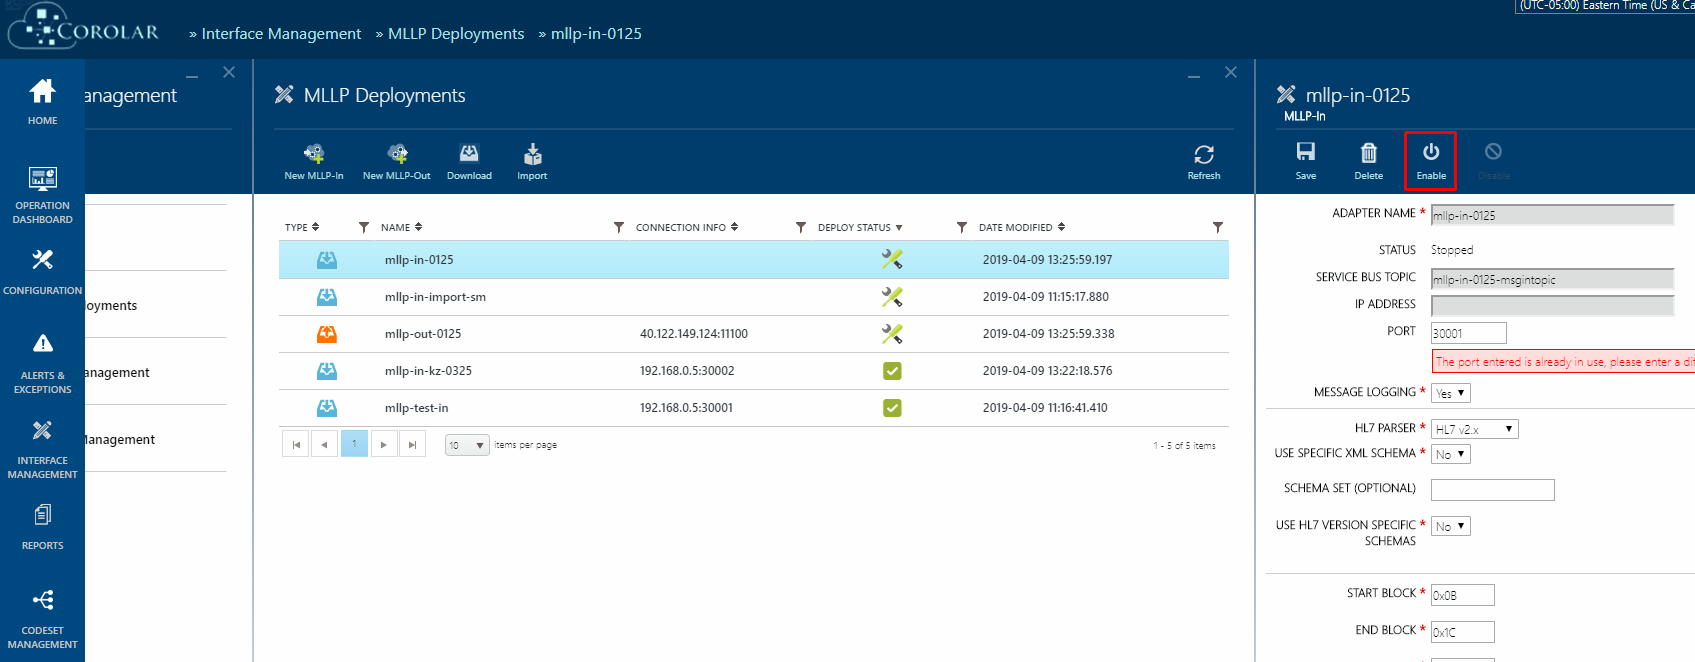 (UTC-05:00) Eastern Time (US & Ca
COROLAR
» Interface Management » MLLP Deployments » mllp-in-0125
HOME
OPERATION
DASHBOARD
CONFIGURATION
ALERTS &
EXCEPTIONS
INTERFACE
MANAGEMENT
REPORTS
CODESET
MANAGEMENT
anagement
loyments
anagement
Management
MLLP Deployments
New MLLP-In New MLLP-Out Download Import Refresh
TYPE NAME CONNECTION INFO DEPLOY STATUS DATE MODIFIED
mllp-in-0125 2019-04-09 13:25:59.197
mllp-in-import-sm 2019-04-09 11:15:17.880
mllp-out-0125 40.122.149.124:11100 2019-04-09 13:25:59.338
mllp-in-kz-0325 192.168.0.5:30002 2019-04-09 13:22:18.576
mllp-test-in 192.168.0.5:30001 2019-04-09 11:16:41.410
1 10 items per page 1 - 5 of 5 items
mllp-in-0125
MLLP-In
Save Delete Enable Disable
ADAPTER NAME * mllp-in-0125
STATUS Stopped
SERVICE BUS TOPIC mllp-in-0125-msgintopic
IP ADDRESS
PORT 30001
The port entered is already in use, please enter a dif
MESSAGE LOGGING * Yes
HL7 PARSER * HL7 v2.x
USE SPECIFIC XML SCHEMA * No
SCHEMA SET (OPTIONAL)
USE HL7 VERSION SPECIFIC * No
SCHEMAS
START BLOCK * 0x0B
END BLOCK * 0x1C